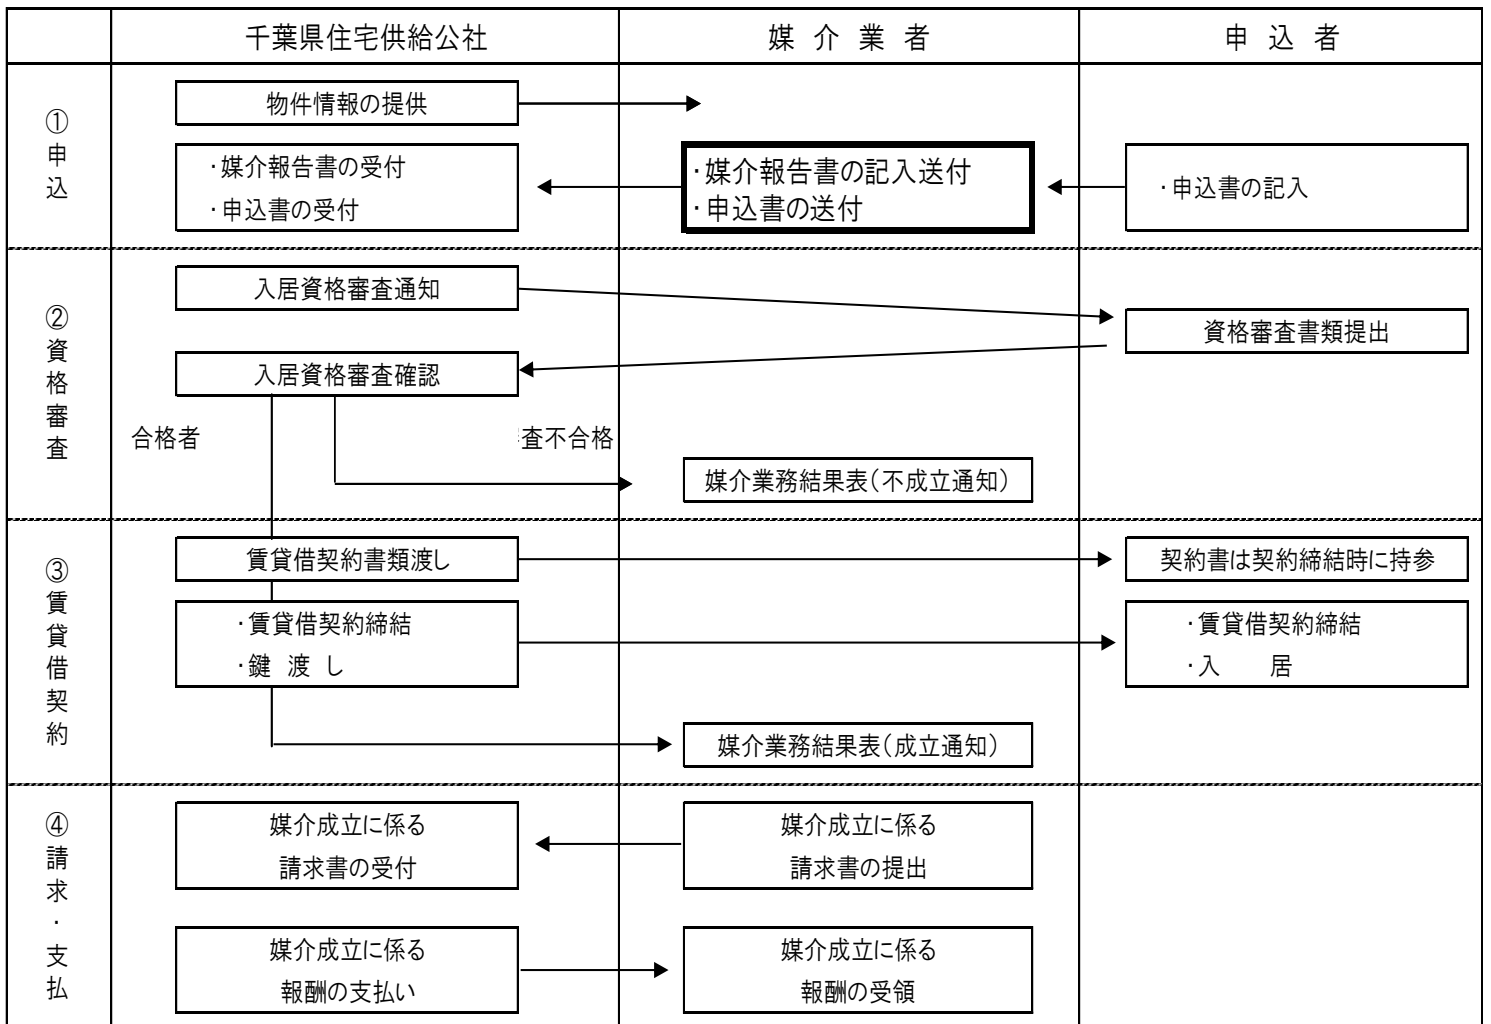 千葉県住宅供給公社
媒 介 業 者
申 込 者
①申込
物件情報の提供
・媒介報告書の受付
・申込書の受付
・媒介報告書の記入送付
・申込書の送付
・申込書の記入
②資格審査
入居資格審査通知
資格審査書類提出
入居資格審査確認
合格者
査不合格
媒介業務結果表(不成立通知)
③賃貸借契約
賃貸借契約書類渡し
契約書は契約締結時に持参
・賃貸借契約締結
・鍵 渡 し
・賃貸借契約締結
・入 居
媒介業務結果表(成立通知)
④請求・支払
媒介成立に係る
請求書の受付
媒介成立に係る
請求書の提出
媒介成立に係る
報酬の支払い
媒介成立に係る
報酬の受領